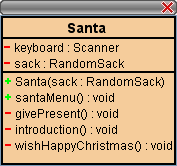 Santa
- keyboard : Scanner
- sack : RandomSack
+ Santa(sack : RandomSack)
+ santaMenu() : void
- givePresent() : void
- introduction() : void
- wishHappyChristmas() : void